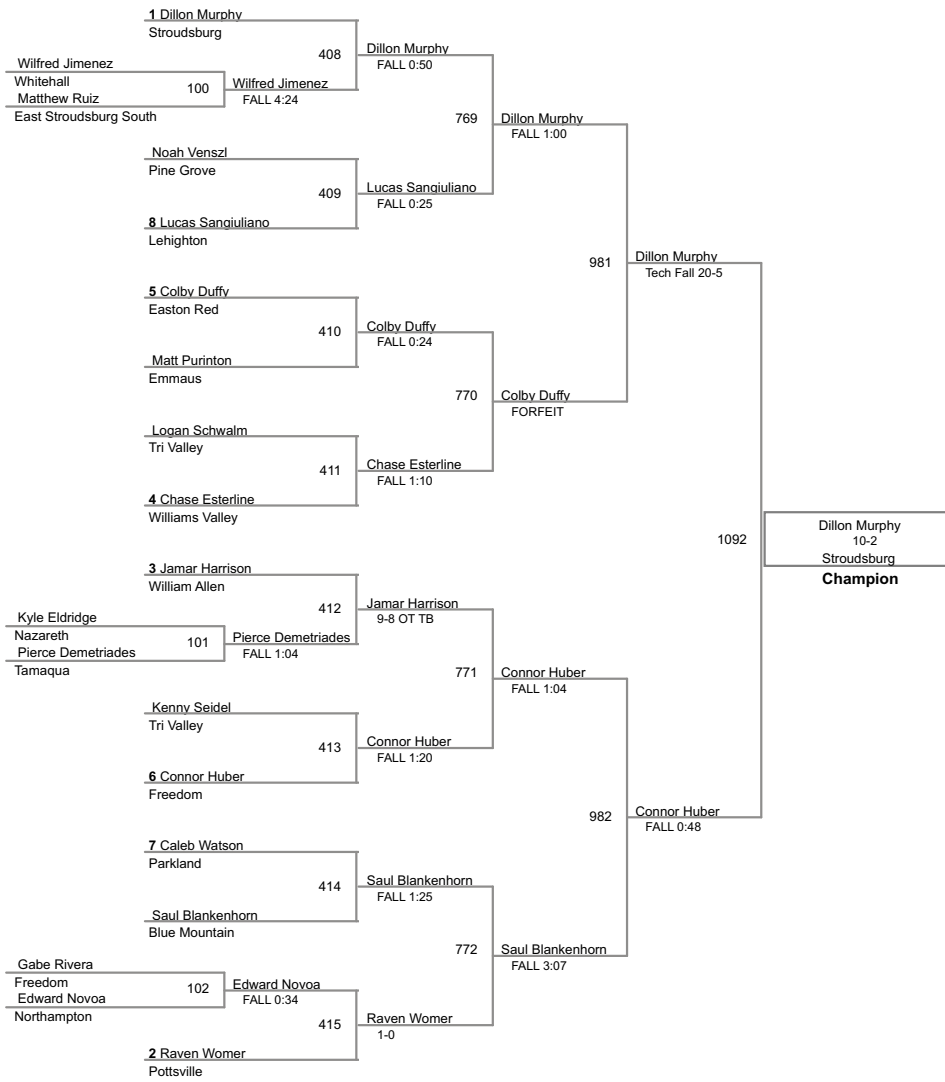 1 Dillon Murphy
Stroudsburg
408
Dillon Murphy
FALL 0:50
Wilfred Jimenez
Whitehall
100
Wilfred Jimenez
FALL 4:24
Matthew Ruiz
East Stroudsburg South
769
Dillon Murphy
FALL 1:00
Noah Venszl
Pine Grove
409
Lucas Sangiuliano
FALL 0:25
8 Lucas Sangiuliano
Lehighton
981
Dillon Murphy
Tech Fall 20-5
5 Colby Duffy
Easton Red
410
Colby Duffy
FALL 0:24
Matt Purinton
Emmaus
770
Colby Duffy
FORFEIT
Logan Schwalm
Tri Valley
411
Chase Esterline
FALL 1:10
4 Chase Esterline
Williams Valley
1092
Dillon Murphy
10-2
Stroudsburg
Champion
3 Jamar Harrison
William Allen
412
Jamar Harrison
9-8 OT TB
Kyle Eldridge
Nazareth
101
Pierce Demetriades
FALL 1:04
Pierce Demetriades
Tamaqua
771
Connor Huber
FALL 1:04
Kenny Seidel
Tri Valley
413
Connor Huber
FALL 1:20
6 Connor Huber
Freedom
982
Connor Huber
FALL 0:48
7 Caleb Watson
Parkland
414
Saul Blankenhorn
FALL 1:25
Saul Blankenhorn
Blue Mountain
772
Saul Blankenhorn
FALL 3:07
Gabe Rivera
Freedom
102
Edward Novoa
FALL 0:34
Edward Novoa
Northampton
415
Raven Womer
1-0
2 Raven Womer
Pottsville